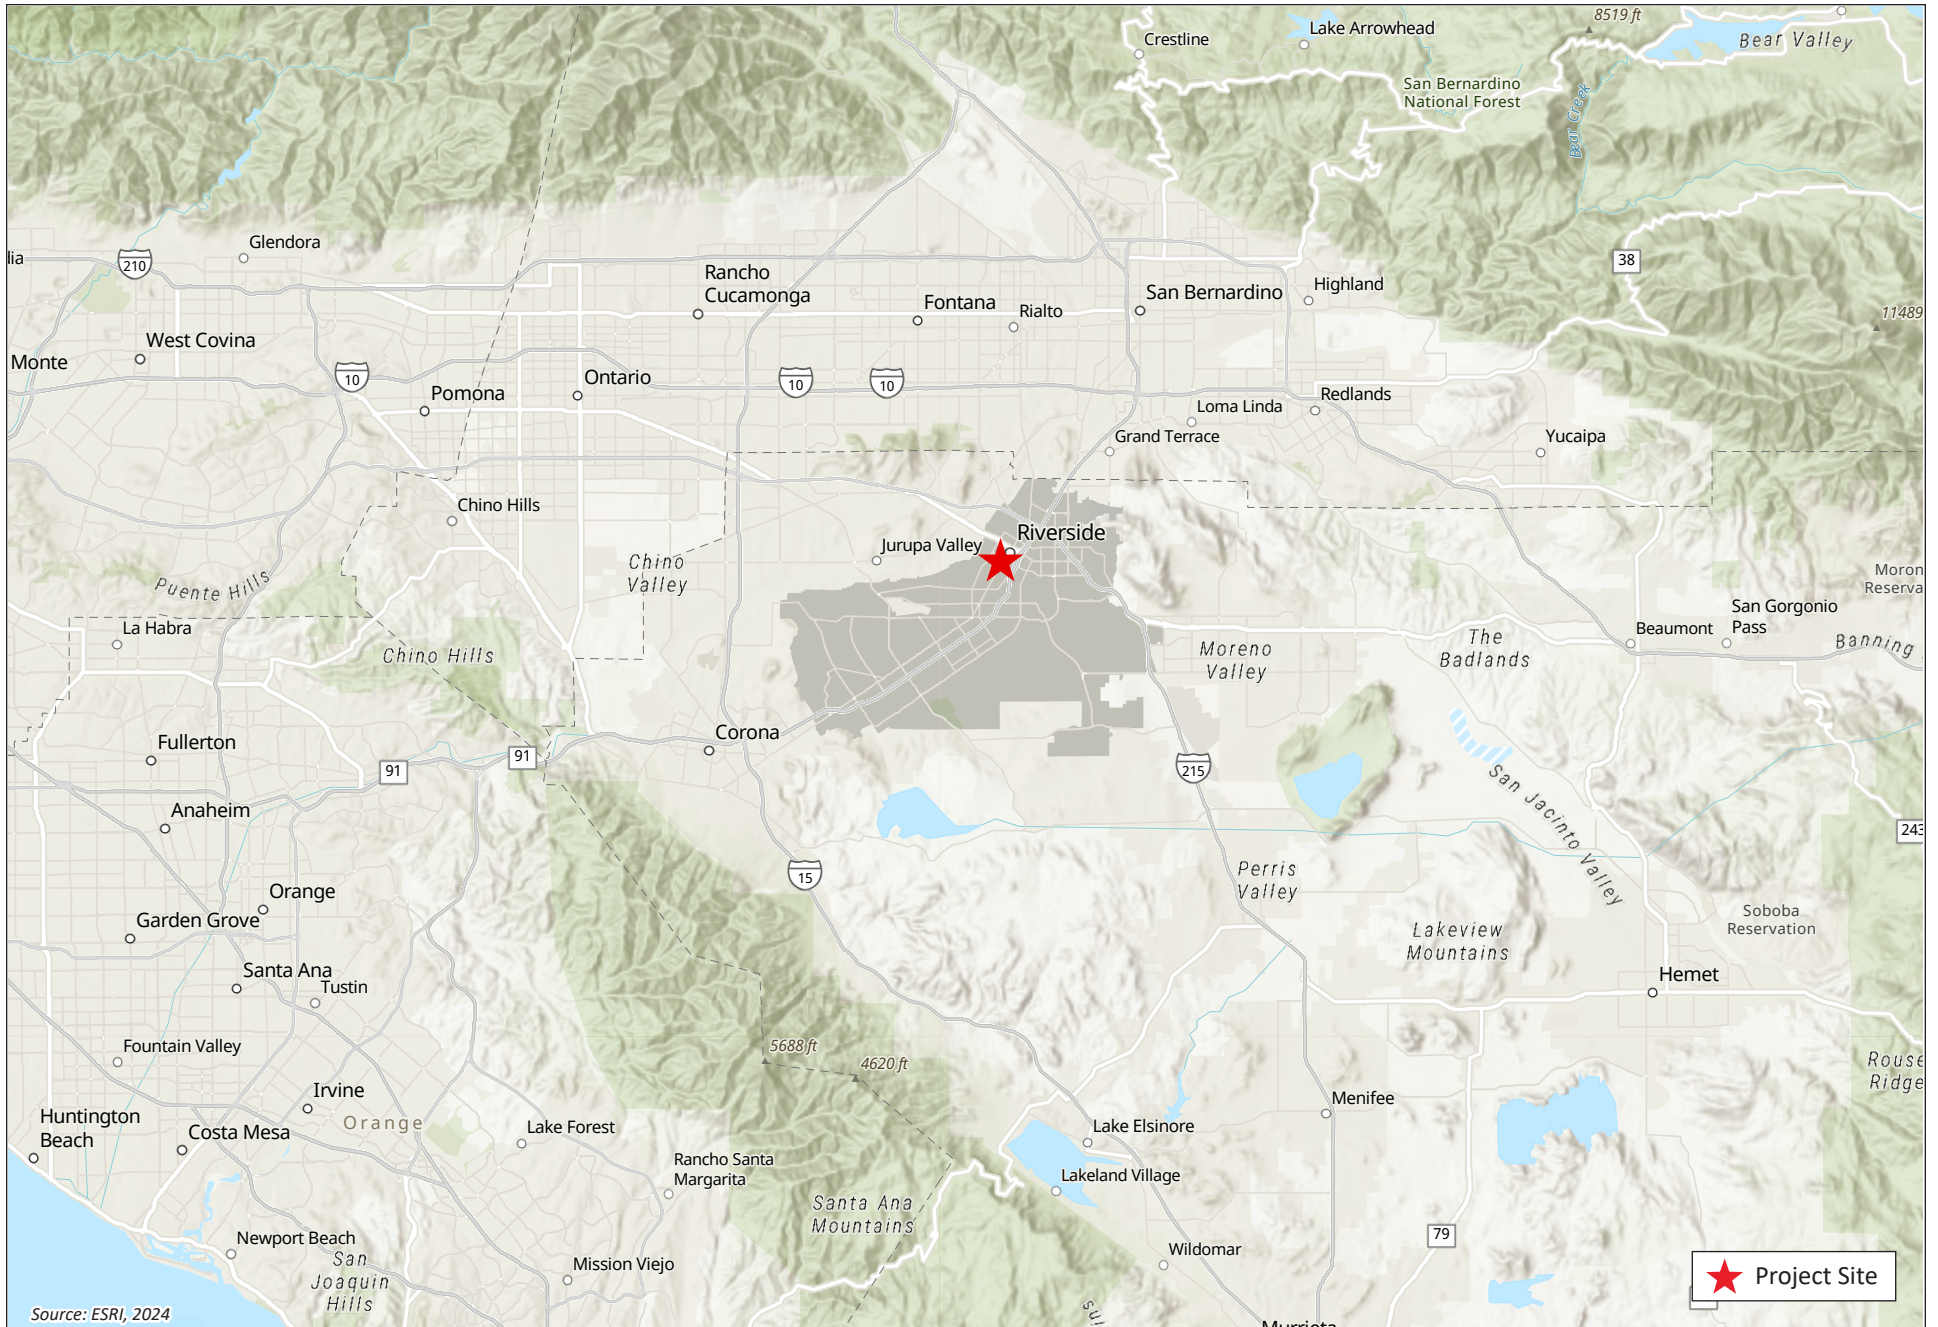 8519 ft
Crestline
Lake Arrowhead
Bear Valley
San Bernardino
National Forest
Bear Creek
Glendora
lia
210
38
Rancho
Cucamonga
Fontana
Rialto
San Bernardino
Highland
11489
West Covina
Monte
10
Pomona
Ontario
10
10
Loma Linda
Redlands
Grand Terrace
Yucaipa
Chino Hills
Riverside
Jurupa Valley
Chino
Valley
Puente Hills
Moron
Reserva
La Habra
Chino Hills
San Gorgonio
Pass
Beaumont
Banning
The
Badlands
Moreno
Valley
Corona
Fullerton
91
91
215
San Jacinto Valley
Anaheim
243
15
Perris
Valley
Orange
Garden Grove
Lakeview
Mountains
Soboba
Reservation
Santa Ana
Tustin
Hemet
Fountain Valley
5688 ft
4620 ft
Rouse
Ridge
Irvine
Orange
Menifee
Huntington
Beach
Costa Mesa
Lake Forest
Lake Elsinore
Rancho Santa
Margarita
Lakeland Village
Santa Ana
Mountains
79
Newport Beach
San
Joaquin
Hills
Mission Viejo
Wildomar
Project Site
Source: ESRI, 2024